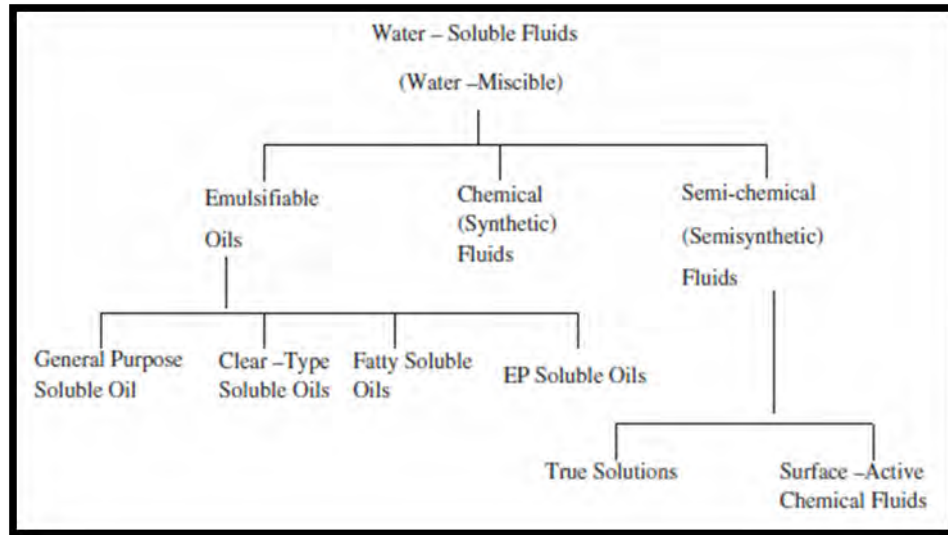 Water – Soluble Fluids
(Water –Miscible)
Emulsifiable
Oils
Chemical
(Synthetic)
Fluids
Semi-chemical
(Semisynthetic)
Fluids
General Purpose
Soluble Oil
Clear –Type
Soluble Oils
Fatty Soluble
Oils
EP Soluble Oils
True Solutions
Surface –Active
Chemical Fluids